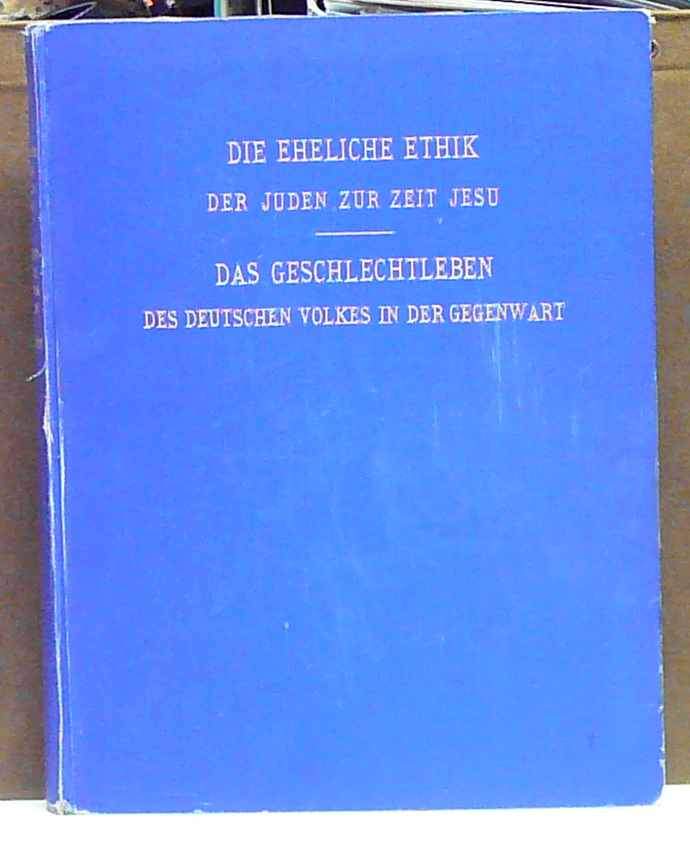 DIE EHELICHE ETHIK
DER JUDEN ZUR ZEIT JESU
DAS GESCHLECHTLEBEN
DES DEUTSCHEN VOLKES IN DER GEGENWART